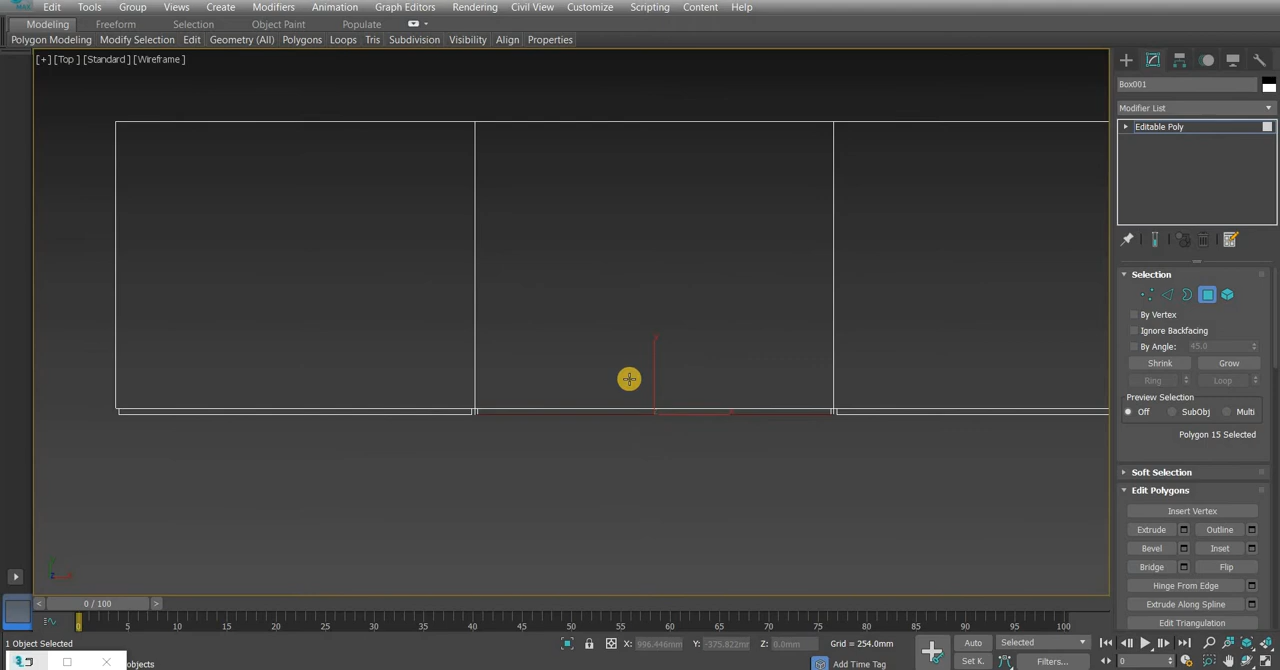 Edit Tools Group Views Create Modifiers Animation Graph Editors Rendering Civil View Customize Scripting Content Help
Modeling Freeform Selection Object Paint Populate
Polygon Modeling Modify Selection Edit Geometry (All) Polygons Loops Tris Subdivision Visibility Align Properties
[+] [Top ] [Standard ] [Wireframe ]
Box001
Modifier List
Editable Poly
Selection
By Vertex
Ignore Backfacing
By Angle: 45.0
Shrink Grow
Ring Loop
Preview Selection
Off SubObj Multi
Polygon 15 Selected
Soft Selection
Edit Polygons
Insert Vertex
Extrude Outline
Bevel Inset
Bridge Flip
Hinge From Edge
Extrude Along Spline
Edit Triangulation
< 0 / 100 >
0 5 10 15 20 25 30 35 40 45 50 55 60 65 70 75 80 85 90 95 100
1 Object Selected X: 996.446mm Y: -375.822mm Z: 0.0mm Grid = 254.0mm Auto Selected
objects Add Time Tag Set K. Filters... 0